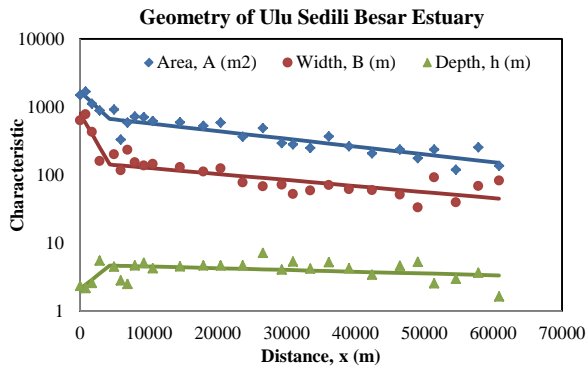 Geometry of Ulu Sedili Besar Estuary
10000
Area, A (m2) Width, B (m) Depth, h (m)
1000
Characteristic
100
10
1
0 10000 20000 30000 40000 50000 60000 70000
Distance, x (m)